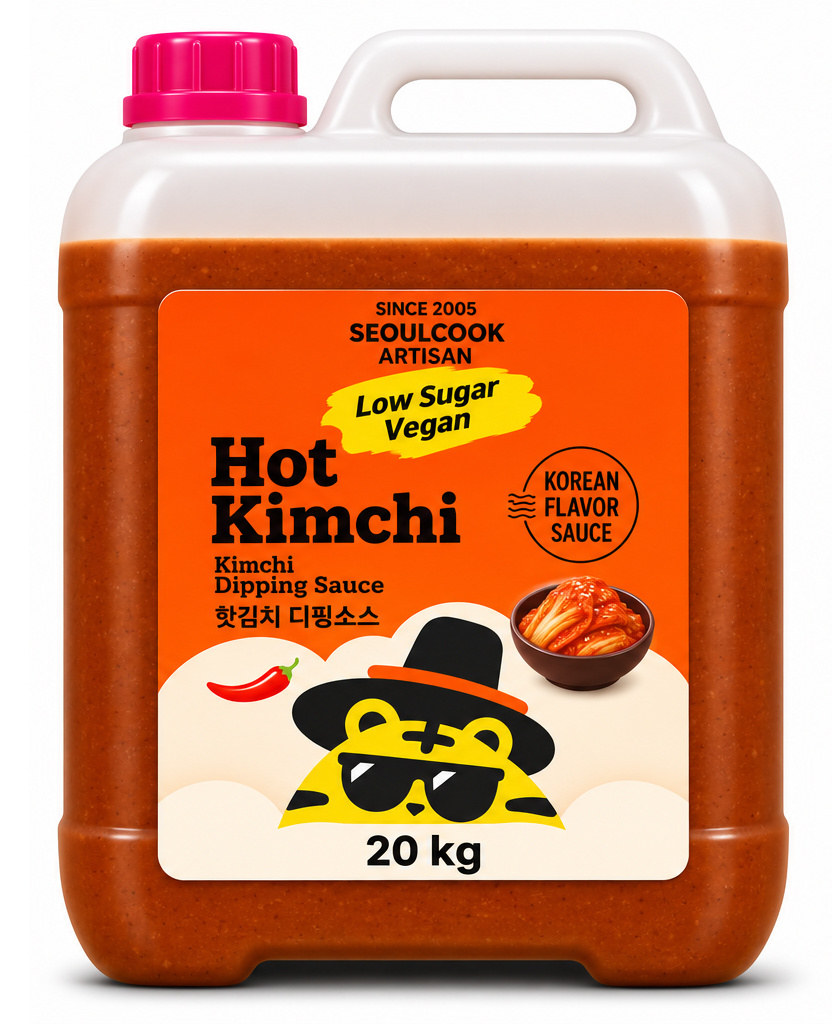 SINCE 2005
SEOULCOOK
ARTISAN
Low Sugar
Vegan
Hot
Kimchi
KOREAN
FLAVOR
SAUCE
Kimchi
Dipping Sauce
핫김치 디핑소스
20 kg